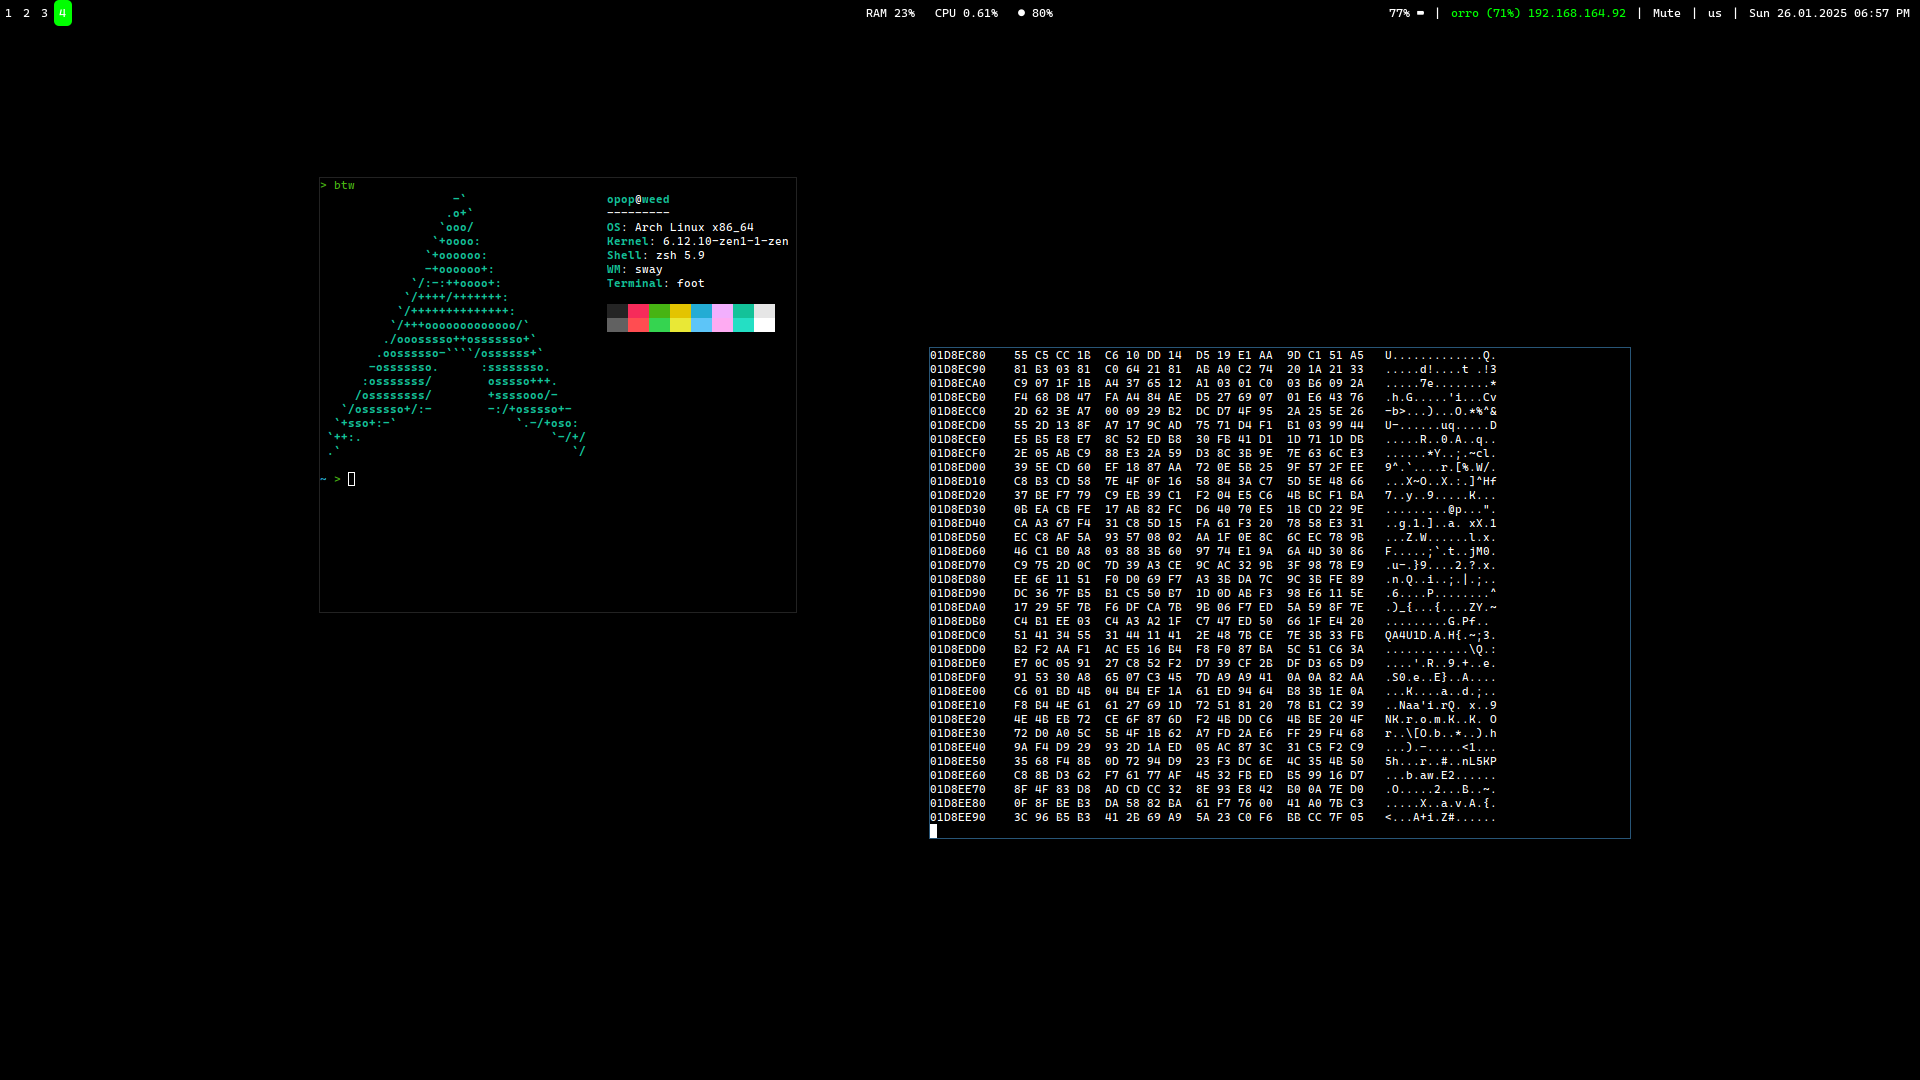 1 2 3 4 RAM 23% CPU 0.61% ● 80% 77% | orro (71%) 192.168.164.92 | Mute | us | Sun 26.01.2025 06:57 PM
> btw
-`
.o+`
`ooo/
`+oooo:
`+oooooo:
-+oooooo+:
`/:-:++oooo+:
`/++++/+++++++:
`/++++++++++++++:
`/+++ooooooooooooo/`
./ooosssso++osssssso+`
.oossssso-````/ossssss+`
-osssssso.      :ssssssso.
:osssssss/        osssso+++.
/ossssssss/        +ssssooo/-
`/ossssso+/:-        -:/+osssso+-
`+sso+:-`                 `.-/+oso:
`++:.                           `-/+/
.`                                 `/
opop@weed
---------
OS: Arch Linux x86_64
Kernel: 6.12.10-zen1-1-zen
Shell: zsh 5.9
WM: sway
Terminal: foot
~ >
01D8EC80    55 C5 CC 1B  C6 10 DD 14  D5 19 E1 AA  9D C1 51 A5   U.............Q.
01D8EC90    81 B3 03 81  C0 64 21 81  AB A0 C2 74  20 1A 21 33   .....d!....t .!3
01D8ECA0    C9 07 1F 1B  A4 37 65 12  A1 03 01 C0  03 B6 09 2A   .....7e........*
01D8ECB0    F4 68 D8 47  FA A4 84 AE  D5 27 69 07  01 E6 43 76   .h.G.....'i...Cv
01D8ECC0    2D 62 3E A7  00 09 29 B2  DC D7 4F 95  2A 25 5E 26   -b>...)...O.*%^&
01D8ECD0    55 2D 13 8F  A7 17 9C AD  75 71 D4 F1  B1 03 99 44   U-......uq.....D
01D8ECE0    E5 B5 E8 E7  8C 52 ED B8  30 FB 41 D1  1D 71 1D DB   .....R..0.A..q..
01D8ECF0    2E 05 AB C9  88 E3 2A 59  D3 8C 3B 9E  7E 63 6C E3   ......*Y..;.~cl.
01D8ED00    39 5E CD 60  EF 18 87 AA  72 0E 5B 25  9F 57 2F EE   9^.`....r.[%.W/.
01D8ED10    C8 B3 CD 58  7E 4F 0F 16  58 84 3A C7  5D 5E 48 66   ...X~O..X.:.]^Hf
01D8ED20    37 BE F7 79  C9 EB 39 C1  F2 04 E5 C6  4B BC F1 BA   7..y..9.....K...
01D8ED30    0B EA CB FE  17 AB 82 FC  D6 40 70 E5  1B CD 22 9E   .........@p...".
01D8ED40    CA A3 67 F4  31 C8 5D 15  FA 61 F3 20  78 58 E3 31   ..g.1.]..a. xX.1
01D8ED50    EC C8 AF 5A  93 57 08 02  AA 1F 0E 8C  6C EC 78 9B   ...Z.W......l.x.
01D8ED60    46 C1 B0 A8  03 88 3B 60  97 74 E1 9A  6A 4D 30 86   F.....;`.t..jM0.
01D8ED70    C9 75 2D 0C  7D 39 A3 CE  9C AC 32 9B  3F 98 78 E9   .u-.}9....2.?.x.
01D8ED80    EE 6E 11 51  F0 D0 69 F7  A3 3B DA 7C  9C 3B FE 89   .n.Q..i..;.|.;..
01D8ED90    DC 36 7F B5  B1 C5 50 B7  1D 0D AB F3  98 E6 11 5E   .6....P........^
01D8EDA0    17 29 5F 7B  F6 DF CA 7B  9B 06 F7 ED  5A 59 8F 7E   .)_{...{....ZY.~
01D8EDB0    C4 B1 EE 03  C4 A3 A2 1F  C7 47 ED 50  66 1F E4 20   .........G.Pf..
01D8EDC0    51 41 34 55  31 44 11 41  2E 48 7B CE  7E 3B 33 FB   QA4U1D.A.H{.~;3.
01D8EDD0    B2 F2 AA F1  AC E5 16 B4  F8 F0 87 BA  5C 51 C6 3A   ............\Q.:
01D8EDE0    E7 0C 05 91  27 C8 52 F2  D7 39 CF 2B  DF D3 65 D9   ....'.R..9.+..e.
01D8EDF0    91 53 30 A8  65 07 C3 45  7D A9 A9 41  0A 0A 82 AA   .S0.e..E}..A....
01D8EE00    C6 01 BD 4B  04 B4 EF 1A  61 ED 94 64  B8 3B 1E 0A   ...K....a..d.;..
01D8EE10    F8 B4 4E 61  61 27 69 1D  72 51 81 20  78 B1 C2 39   ..Naa'i.rQ. x..9
01D8EE20    4E 4B EB 72  CE 6F 87 6D  F2 4B DD C6  4B BE 20 4F   NK.r.o.m.K..K. O
01D8EE30    72 D0 A0 5C  5B 4F 1B 62  A7 FD 2A E6  FF 29 F4 68   r..\[O.b..*..).h
01D8EE40    9A F4 D9 29  93 2D 1A ED  05 AC 87 3C  31 C5 F2 C9   ...).-.....<1...
01D8EE50    35 68 F4 8B  0D 72 94 D9  23 F3 DC 6E  4C 35 4B 50   5h...r..#..nL5KP
01D8EE60    C8 8B D3 62  F7 61 77 AF  45 32 FB ED  B5 99 16 D7   ...b.aw.E2......
01D8EE70    8F 4F 83 D8  AD CD CC 32  8E 93 E8 42  B0 0A 7E D0   .O.....2...B..~.
01D8EE80    0F 8F BE B3  DA 58 82 BA  61 F7 76 00  41 A0 7B C3   .....X..a.v.A.{.
01D8EE90    3C 96 B5 B3  41 2B 69 A9  5A 23 C0 F6  BB CC 7F 05   <...A+i.Z#......